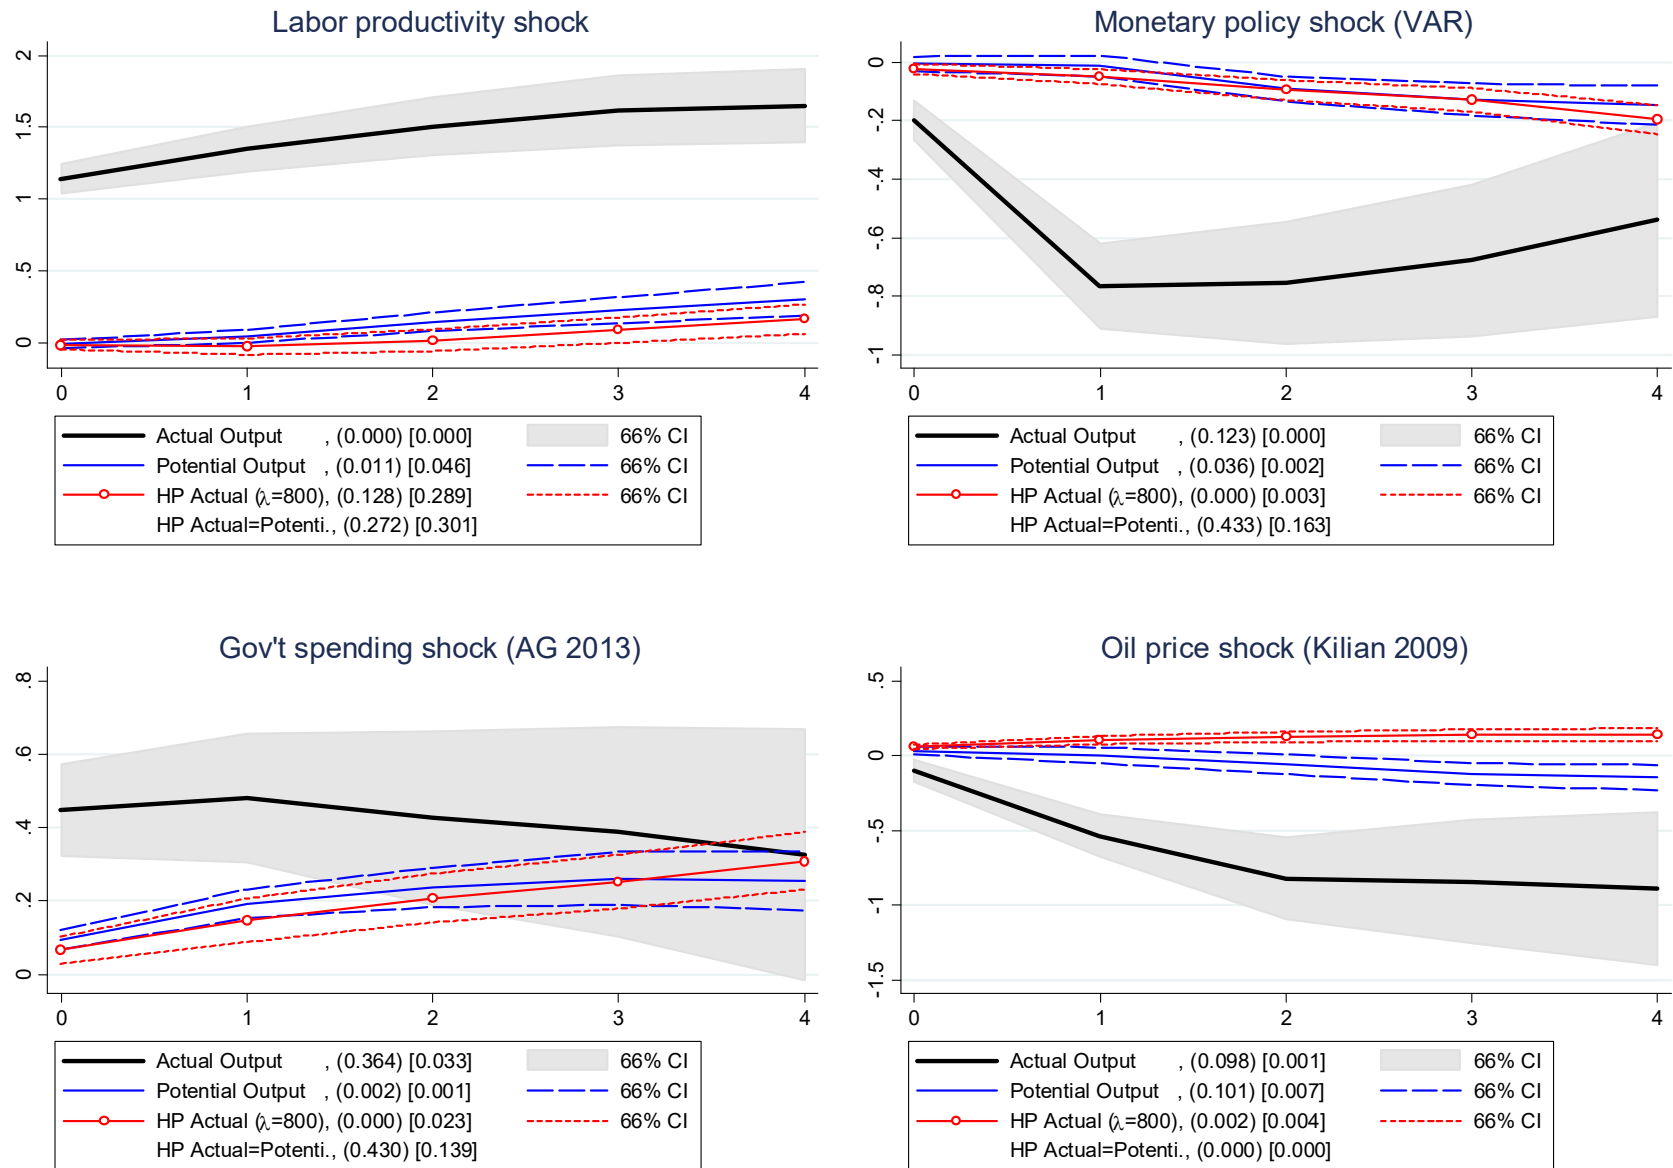 Labor productivity shock
2
1.5
1
.5
0
0 1 2 3 4
Actual Output , (0.000) [0.000] 66% CI
Potential Output , (0.011) [0.046] 66% CI
HP Actual (λ=800), (0.128) [0.289] 66% CI
HP Actual=Potenti., (0.272) [0.301]
Monetary policy shock (VAR)
0
-.2
-.4
-.6
-.8
-1
0 1 2 3 4
Actual Output , (0.123) [0.000] 66% CI
Potential Output , (0.036) [0.002] 66% CI
HP Actual (λ=800), (0.000) [0.003] 66% CI
HP Actual=Potenti., (0.433) [0.163]
Gov't spending shock (AG 2013)
.8
.6
.4
.2
0
0 1 2 3 4
Actual Output , (0.364) [0.033] 66% CI
Potential Output , (0.002) [0.001] 66% CI
HP Actual (λ=800), (0.000) [0.023] 66% CI
HP Actual=Potenti., (0.430) [0.139]
Oil price shock (Kilian 2009)
.5
0
-.5
-1
-1.5
0 1 2 3 4
Actual Output , (0.098) [0.001] 66% CI
Potential Output , (0.101) [0.007] 66% CI
HP Actual (λ=800), (0.002) [0.004] 66% CI
HP Actual=Potenti., (0.000) [0.000]